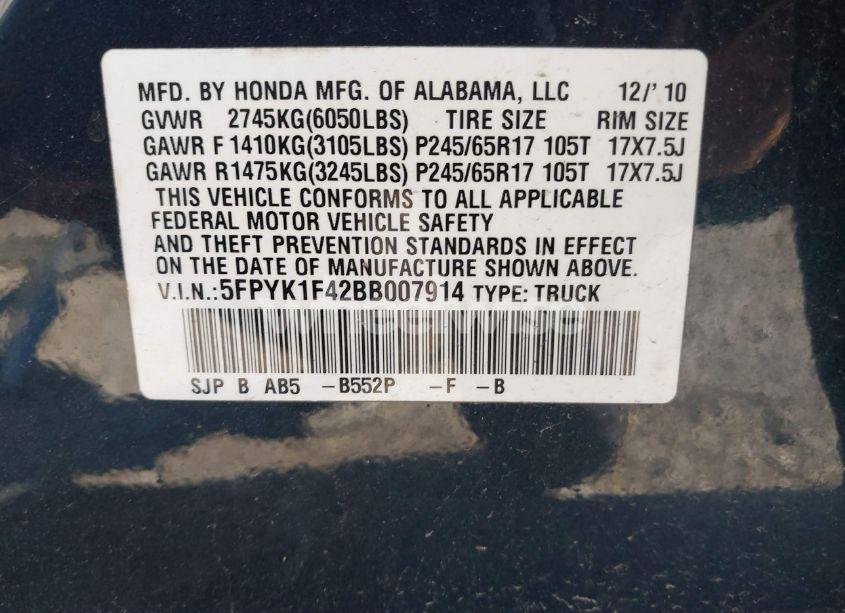 MFD. BY HONDA MFG. OF ALABAMA, LLC 12/'10
GVWR 2745KG(6050LBS) TIRE SIZE RIM SIZE
GAWR F 1410KG(3105LBS) P245/65R17 105T 17X7.5J
GAWR R1475KG(3245LBS) P245/65R17 105T 17X7.5J
THIS VEHICLE CONFORMS TO ALL APPLICABLE
FEDERAL MOTOR VEHICLE SAFETY
AND THEFT PREVENTION STANDARDS IN EFFECT
ON THE DATE OF MANUFACTURE SHOWN ABOVE.
V.I.N.:5FPYK1F42BB007914 TYPE: TRUCK
SJP B AB5 -B552P -F -B